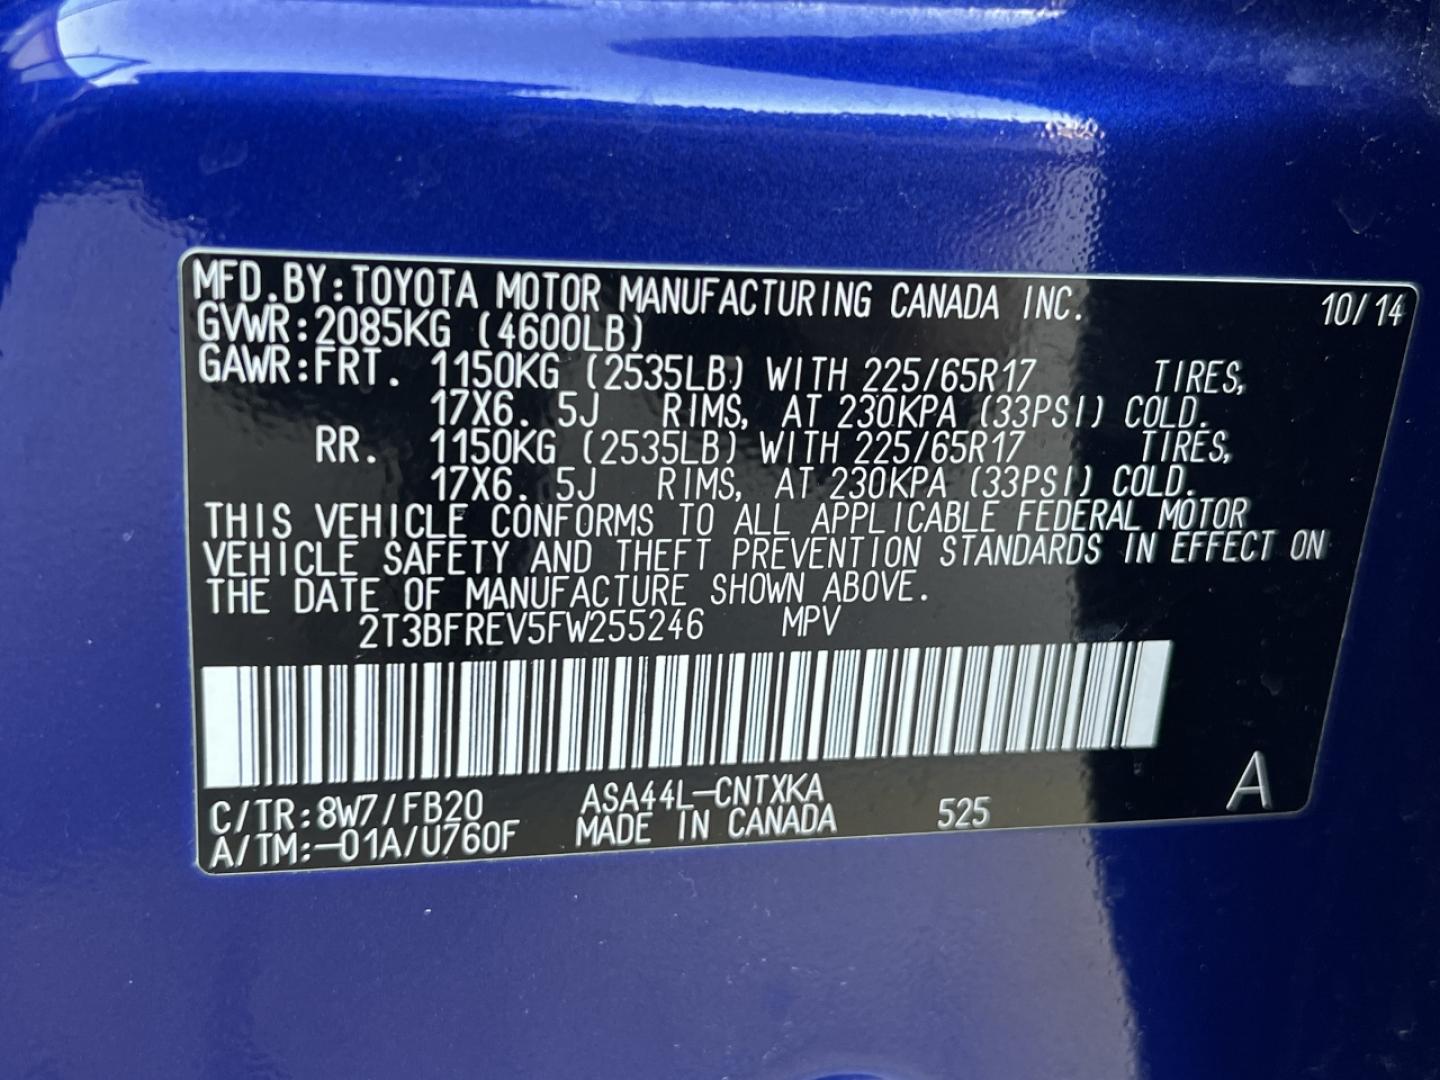 MFD.BY:TOYOTA MOTOR MANUFACTURING CANADA INC. 10/14
GVWR:2085KG (4600LB)
GAWR:FRT. 1150KG (2535LB) WITH 225/65R17 TIRES,
17X6. 5J RIMS, AT 230KPA (33PSI) COLD.
RR. 1150KG (2535LB) WITH 225/65R17 TIRES,
17X6. 5J RIMS, AT 230KPA (33PSI) COLD.
THIS VEHICLE CONFORMS TO ALL APPLICABLE FEDERAL MOTOR
VEHICLE SAFETY AND THEFT PREVENTION STANDARDS IN EFFECT ON
THE DATE OF MANUFACTURE SHOWN ABOVE.
2T3BFREV5FW255246 MPV
C/TR:8W7/FB20 ASA44L-CNTXKA
A/TM:-01A/U760F MADE IN CANADA 525 A